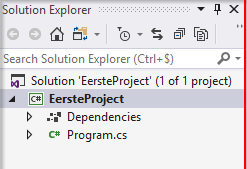 Solution Explorer
Search Solution Explorer (Ctrl+$)
Solution 'EersteProject' (1 of 1 project)
C# EersteProject
Dependencies
C# Program.cs